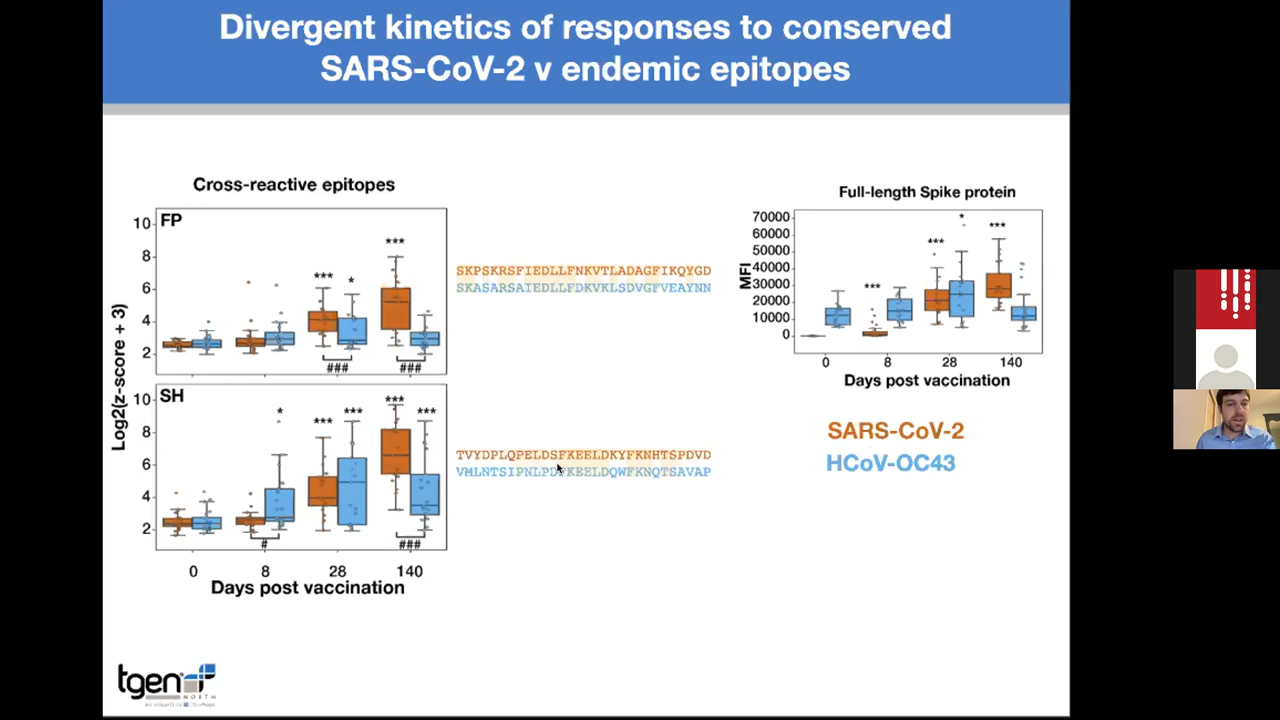 Divergent kinetics of responses to conserved
SARS-CoV-2 v endemic epitopes
Cross-reactive epitopes
FP
10
8
6
4
2
***
*
***
###
###
SKPSKRSFIEDLLFNKVTLADAGFIKQYGD
SKASARSAIEDLLFDKVKLSDVGFVEAYNN
Log2(z-score + 3)
SH
10
8
6
4
2
*
***
***
***
***
#
###
TVYDPLQPELDSFKEELDKYFKNHTSPDVD
VMLNTSIPNLPDFKEELDQWFKNQTSAVAP
0 8 28 140
Days post vaccination
Full-length Spike protein
MFI
70000
60000
50000
40000
30000
20000
10000
0
***
***
*
***
0 8 28 140
Days post vaccination
SARS-CoV-2
HCoV-OC43
tgen
NORTH